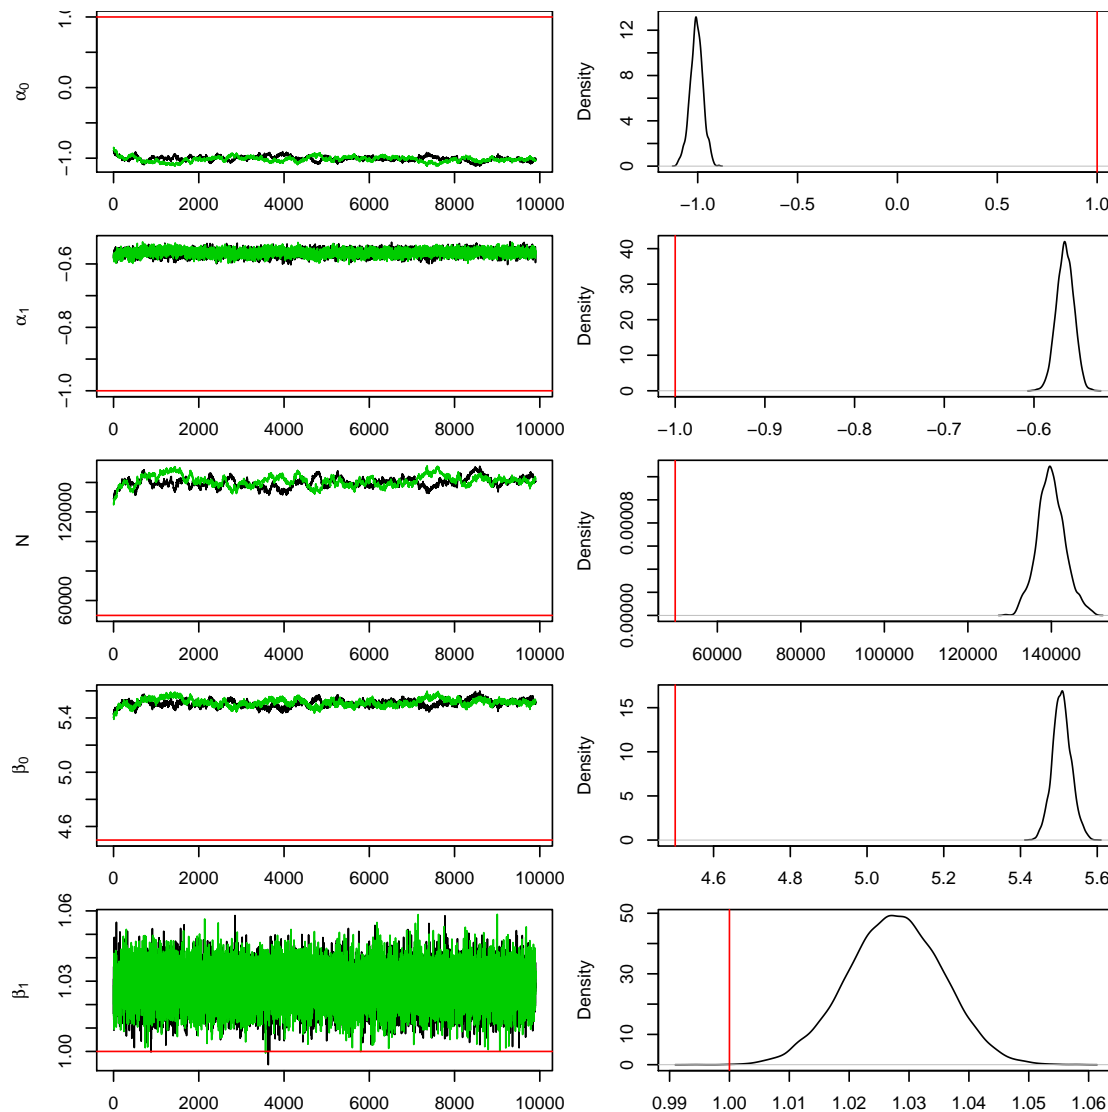 α0
−1.0 0.0 1.0
0 2000 4000 6000 8000 10000
Density
0 4 8 12
−1.0 −0.5 0.0 0.5 1.0
α1
−1.0 −0.8 −0.6
0 2000 4000 6000 8000 10000
Density
0 10 20 30 40
−1.0 −0.9 −0.8 −0.7 −0.6
N
60000 120000
0 2000 4000 6000 8000 10000
Density
0.00000 0.00008
60000 80000 100000 120000 140000
β0
4.6 5.0 5.4
0 2000 4000 6000 8000 10000
Density
0 5 10 15
4.6 4.8 5.0 5.2 5.4 5.6
β1
1.00 1.03 1.06
0 2000 4000 6000 8000 10000
Density
0 10 30 50
0.99 1.00 1.01 1.02 1.03 1.04 1.05 1.06